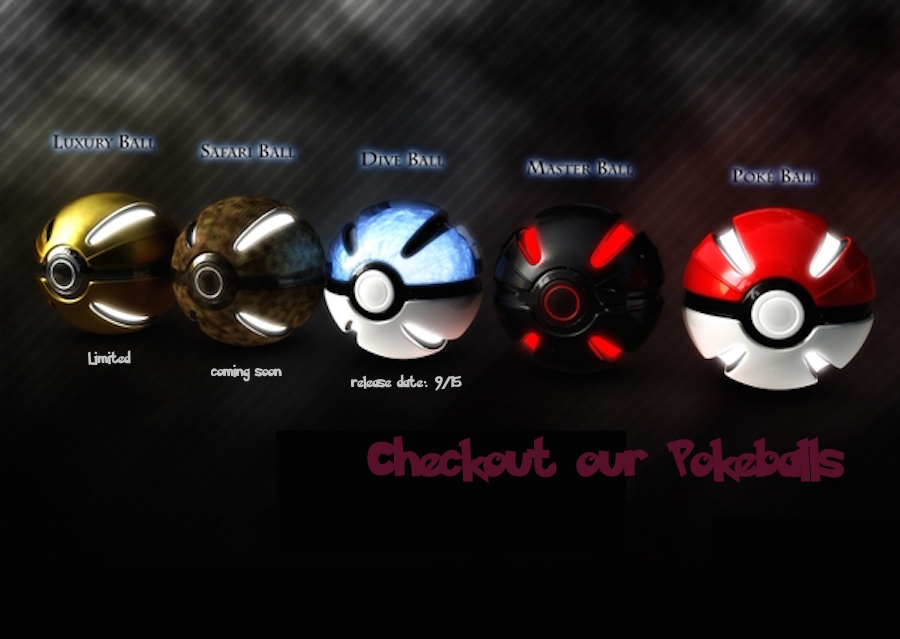 Luxury Ball
Safari Ball
Dive Ball
Master Ball
Poké Ball
Limited
coming soon
release date: 9/15
Checkout our Pokeballs